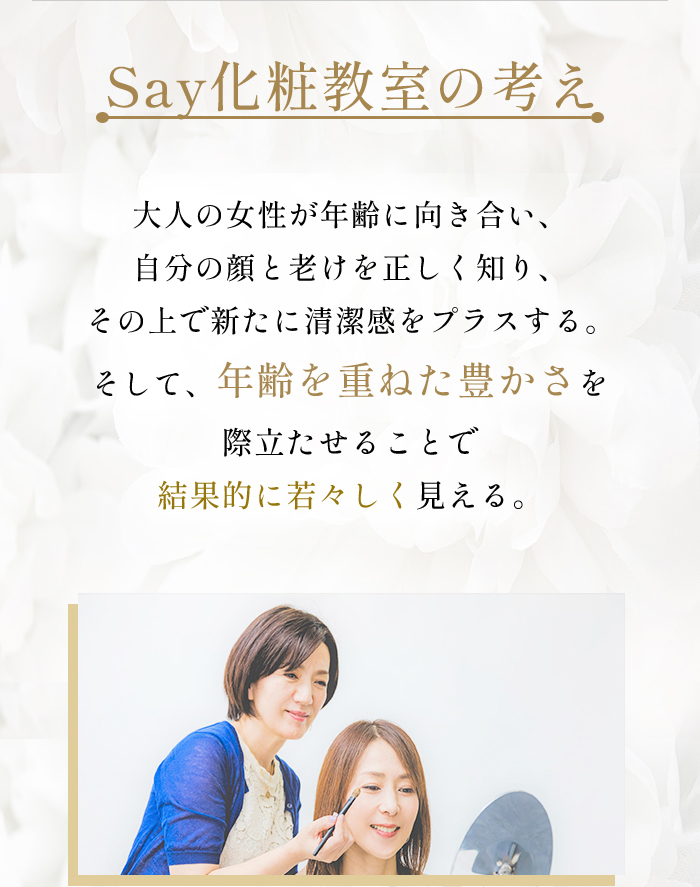 Say化粧教室の考え
大人の女性が年齢に向き合い、
自分の顔と老けを正しく知り、
その上で新たに清潔感をプラスする。
そして、年齢を重ねた豊かさを
際立たせることで
結果的に若々しく見える。